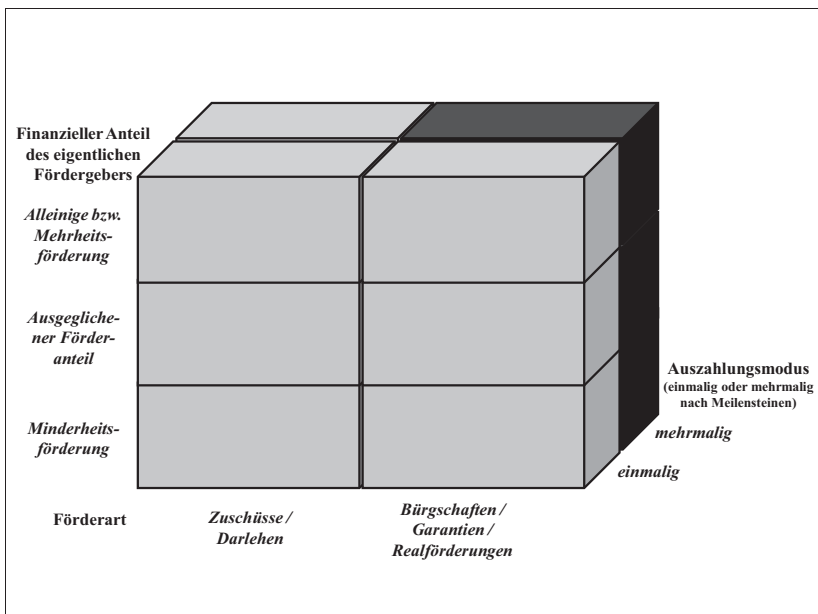 Finanzieller Anteil
des eigentlichen
Fördergebers
Alleinige bzw.
Mehrheits-
förderung
Ausgegliche-
ner Förder-
anteil
Minderheits-
förderung
Auszahlungsmodus
(einmalig oder mehrmalig
nach Meilensteinen)
mehrmalig
einmalig
Förderart
Zuschüsse /
Darlehen
Bürgschaften /
Garantien /
Realförderungen